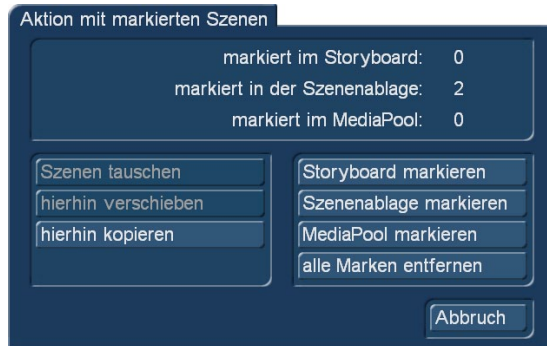 Aktion mit markierten Szenen
markiert im Storyboard: 0
markiert in der Szenenablage: 2
markiert im MediaPool: 0
Szenen tauschen
hierhin verschieben
hierhin kopieren
Storyboard markieren
Szenenablage markieren
MediaPool markieren
alle Marken entfernen
Abbruch